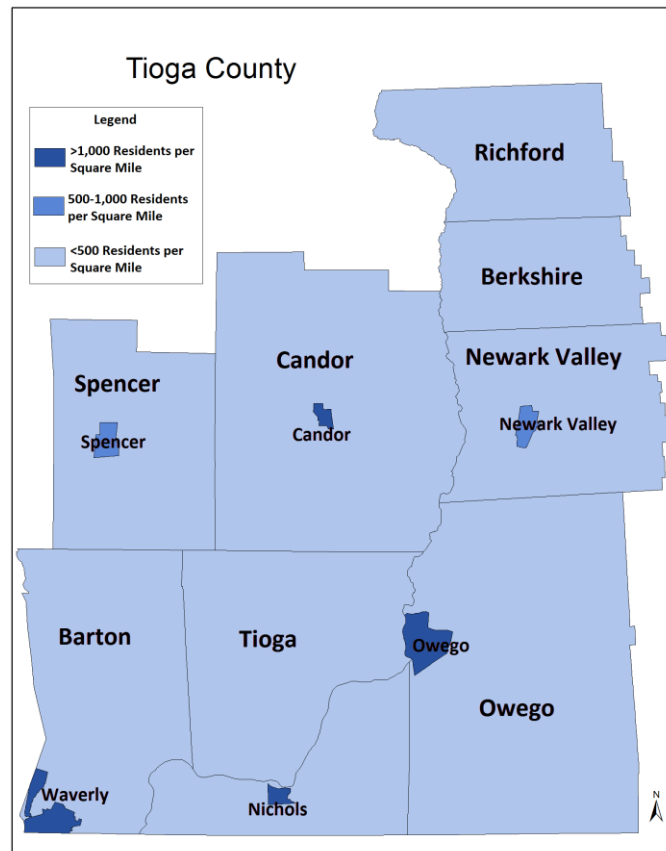 Tioga County
Legend
>1,000 Residents per
Square Mile
500-1,000 Residents
per Square Mile
<500 Residents per
Square Mile
Richford
Berkshire
Newark Valley
Candor
Spencer
Spencer
Candor
Newark Valley
Barton
Tioga
Owego
Owego
Waverly
Nichols
N